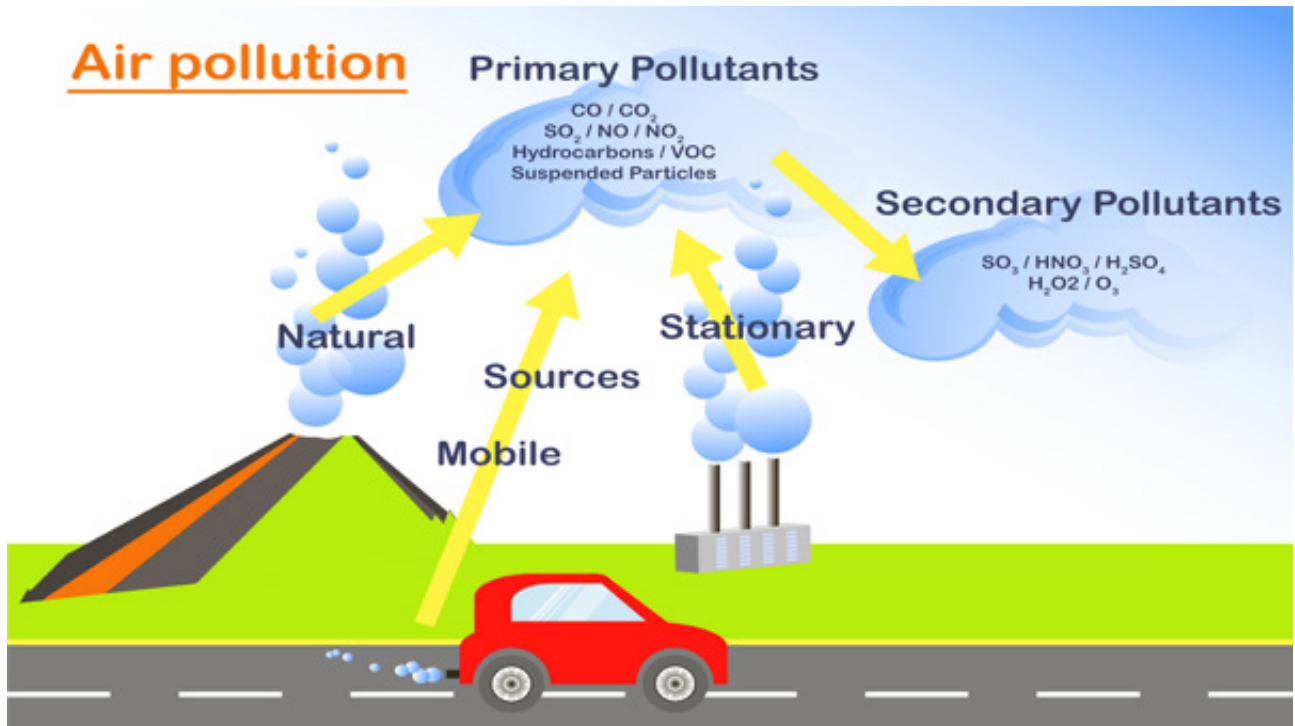 Air pollution
Primary Pollutants
CO / CO₂
SO₂ / NO / NO₂
Hydrocarbons / VOC
Suspended Particles
Secondary Pollutants
SO₃ / HNO₃ / H₂SO₄
H₂O2 / O₃
Natural
Stationary
Sources
Mobile